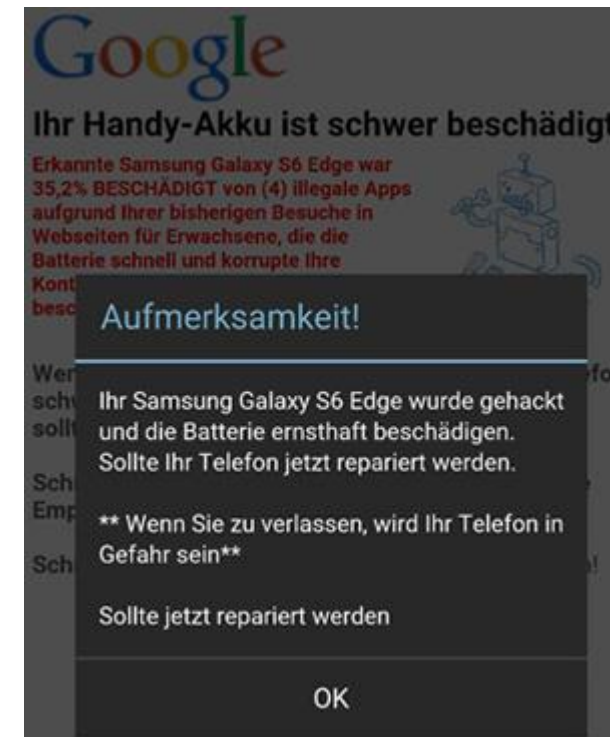 Google
Ihr Handy-Akku ist schwer beschädigt
Erkannte Samsung Galaxy S6 Edge war
35,2% BESCHÄDIGT von (4) illegale Apps
aufgrund Ihrer bisherigen Besuche in
Webseiten für Erwachsene, die die
Batterie schnell und korrupte Ihre
Aufmerksamkeit!
Ihr Samsung Galaxy S6 Edge wurde gehackt
und die Batterie ernsthaft beschädigen.
Sollte Ihr Telefon jetzt repariert werden.
** Wenn Sie zu verlassen, wird Ihr Telefon in
Gefahr sein**
Sollte jetzt repariert werden
OK